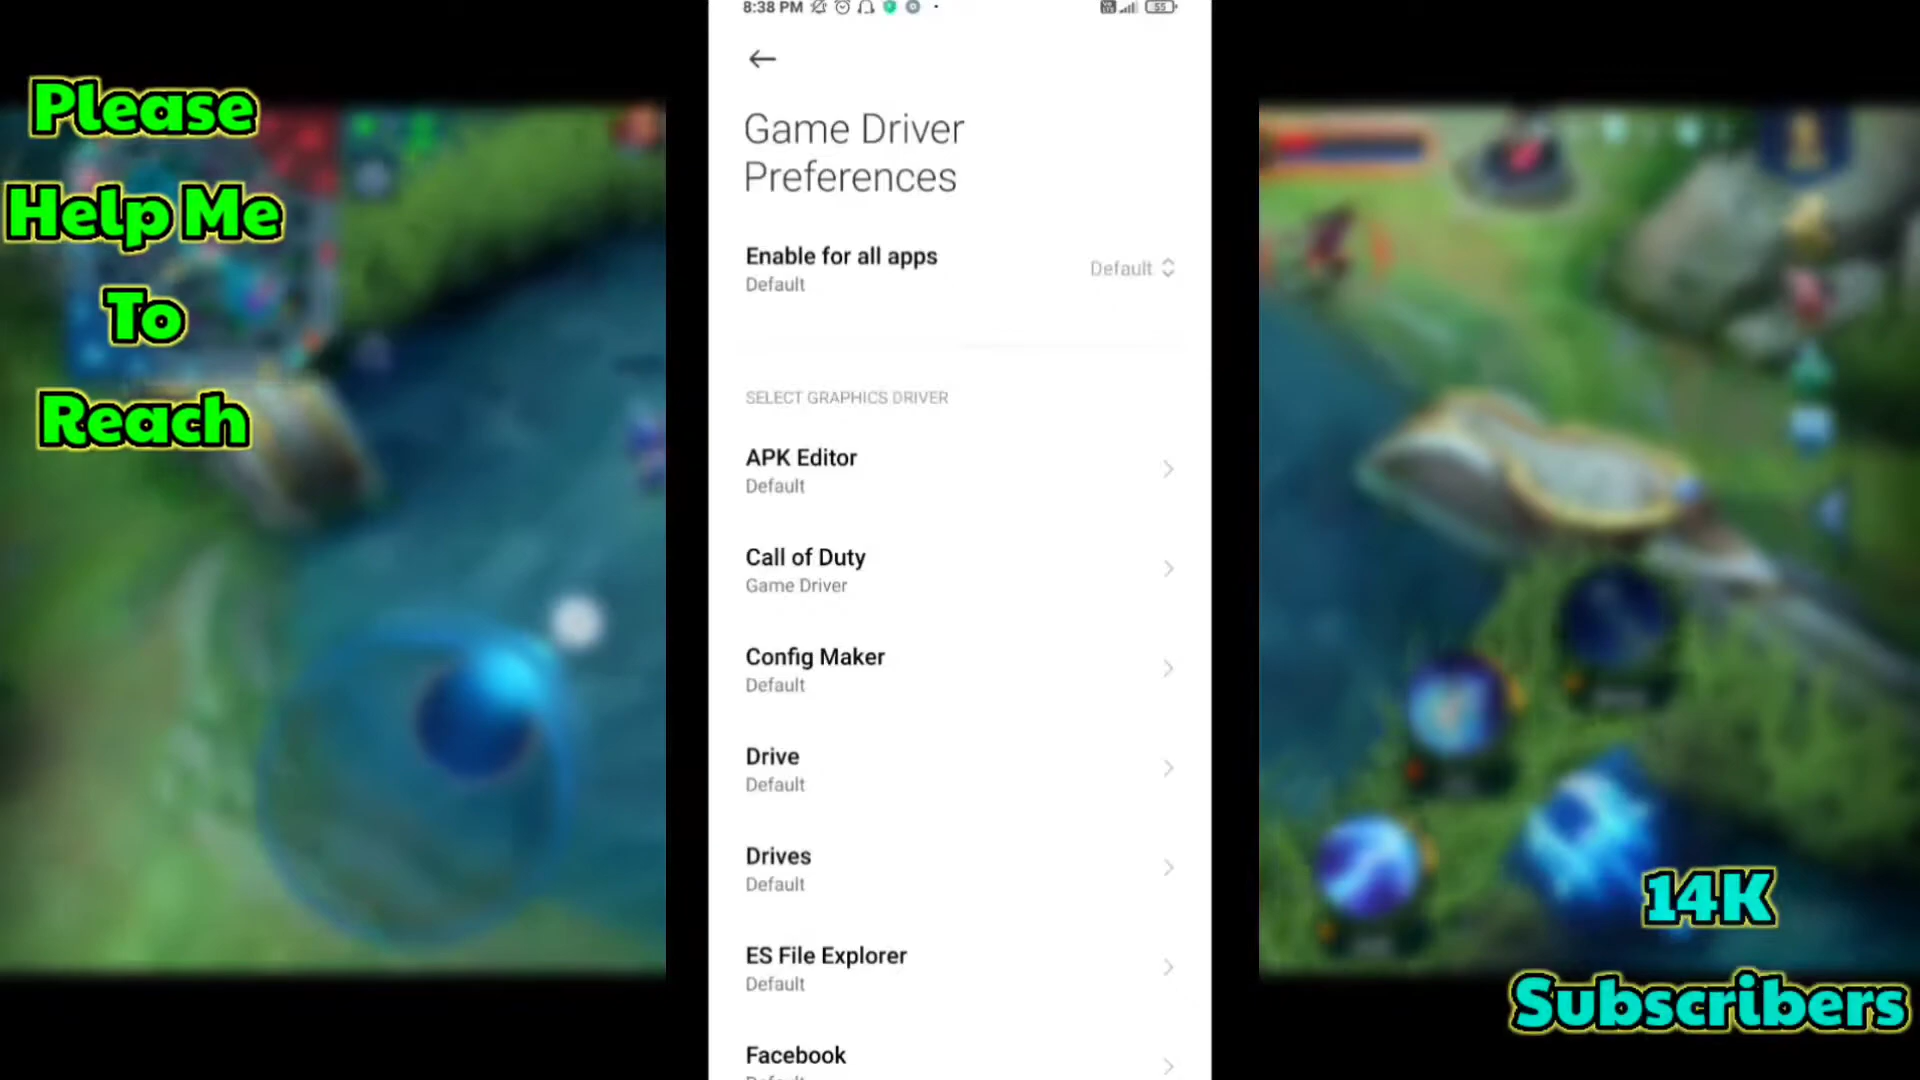 Please
Help Me
To
Reach
8:38 PM
55
Game Driver
Preferences
Enable for all apps
Default
Default
SELECT GRAPHICS DRIVER
APK Editor
Default
Call of Duty
Game Driver
Config Maker
Default
Drive
Default
Drives
Default
ES File Explorer
Default
Facebook
Default
14K
Subscribers